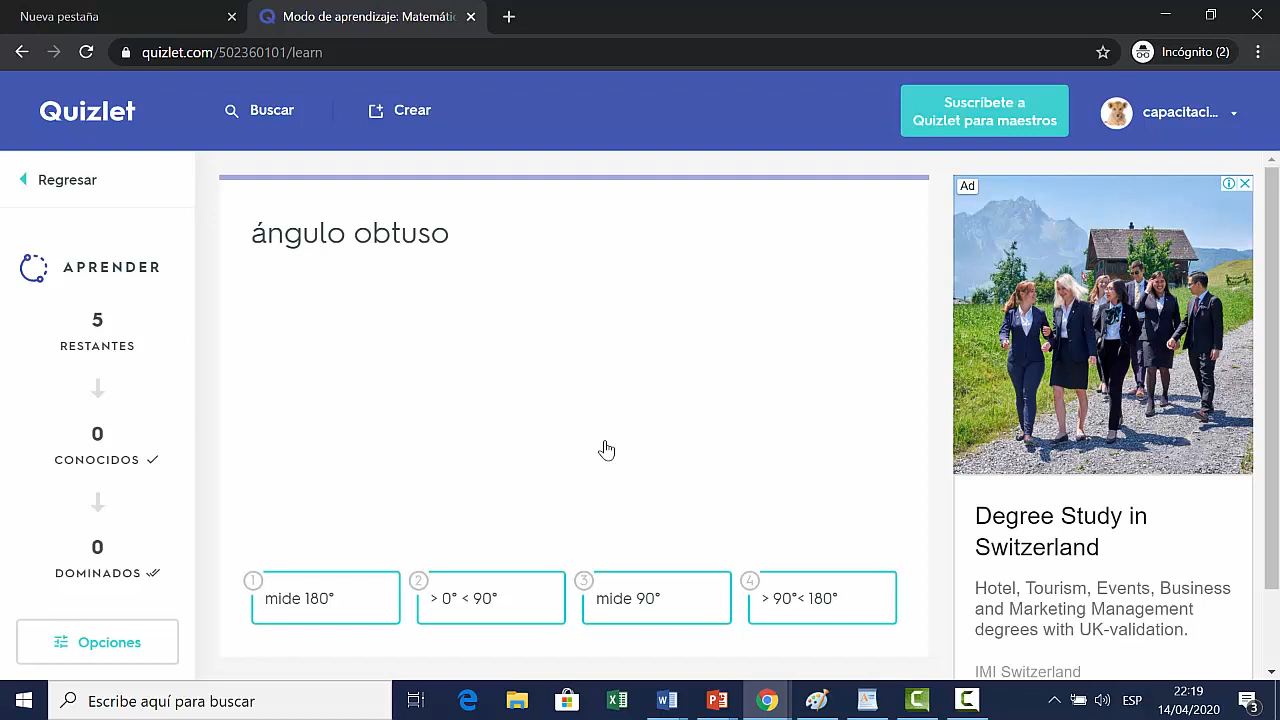 Nueva pestaña
Modo de aprendizaje: Matemátic
quizlet.com/502360101/learn
Incógnito (2)
Quizlet
Buscar
Crear
Suscríbete a
Quizlet para maestros
capacitaci...
Regresar
APRENDER
5
RESTANTES
0
CONOCIDOS
0
DOMINADOS
Opciones
ángulo obtuso
1 mide 180°
2 > 0° < 90°
3 mide 90°
4 > 90°< 180°
Ad
Degree Study in
Switzerland
Hotel, Tourism, Events, Business
and Marketing Management
degrees with UK-validation.
IMI Switzerland
Escribe aquí para buscar
ESP
22:19
14/04/2020
3